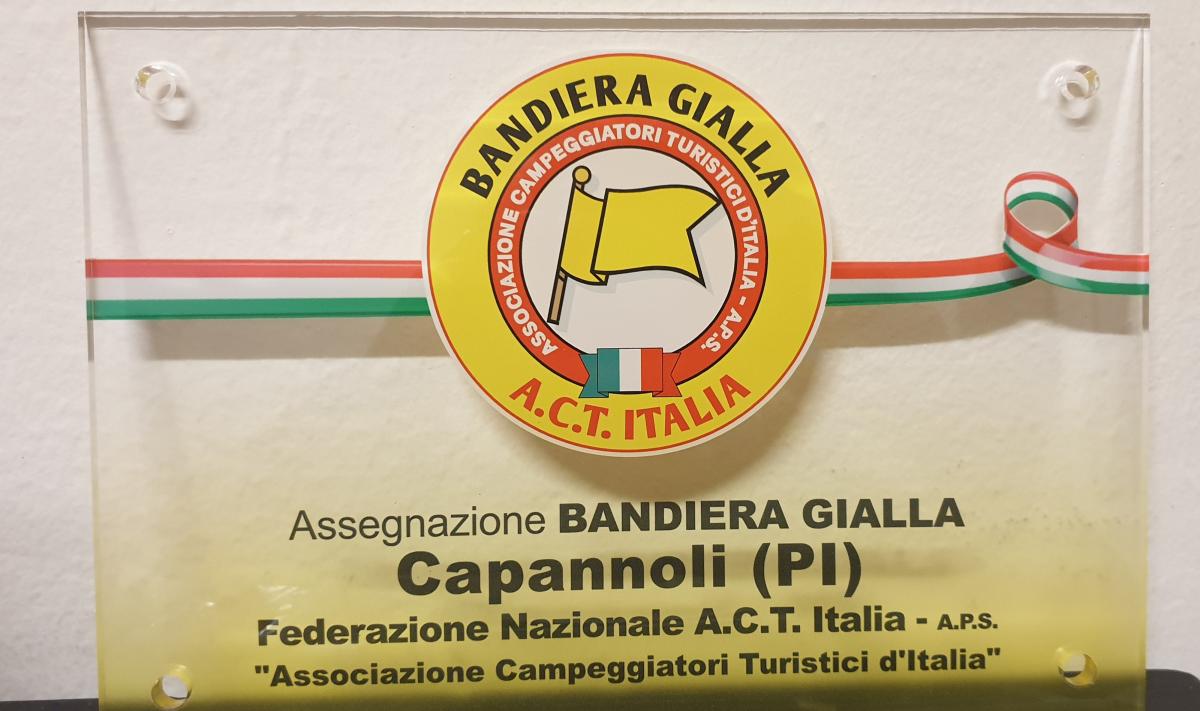 BANDIERA GIALLA
ASSOCIAZIONE CAMPEGGIATORI TURISTICI D'ITALIA - A.P.S.
A.C.T. ITALIA
Assegnazione BANDIERA GIALLA
Capannoli (PI)
Federazione Nazionale A.C.T. Italia - A.P.S.
"Associazione Campeggiatori Turistici d'Italia"